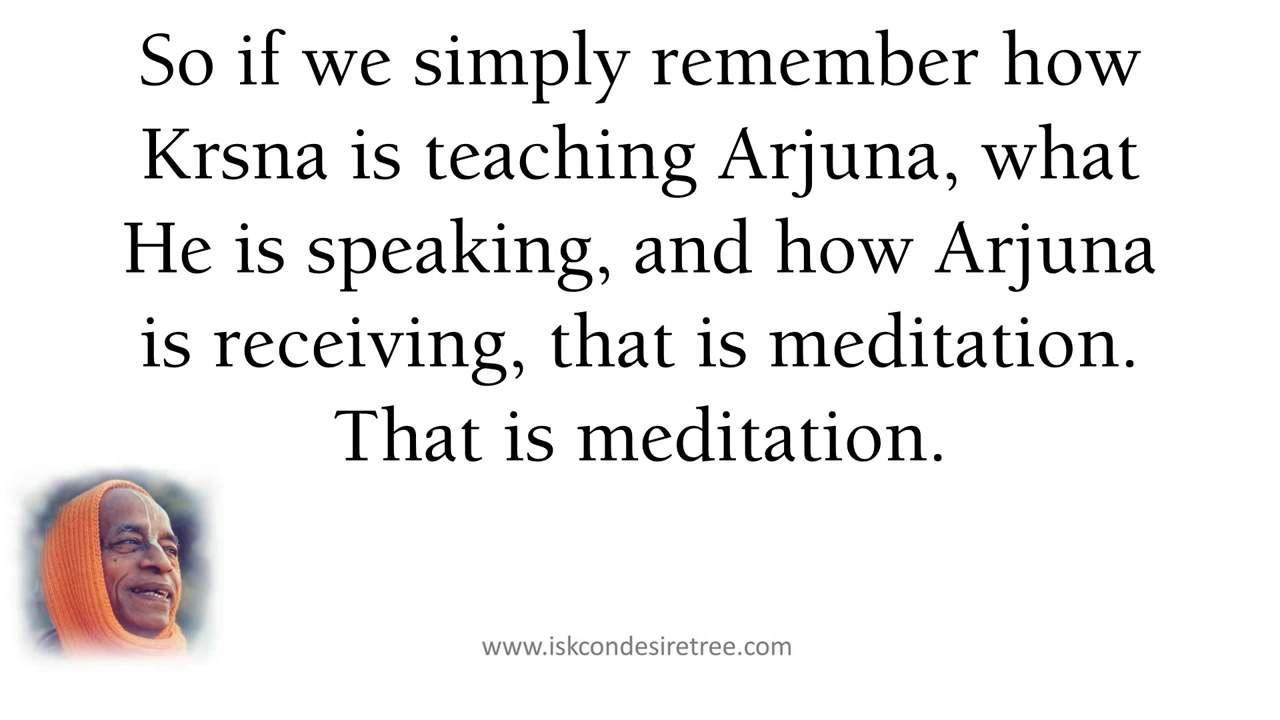 So if we simply remember how
Krsna is teaching Arjuna, what
He is speaking, and how Arjuna
is receiving, that is meditation.
That is meditation.
www.iskcondesiretree.com